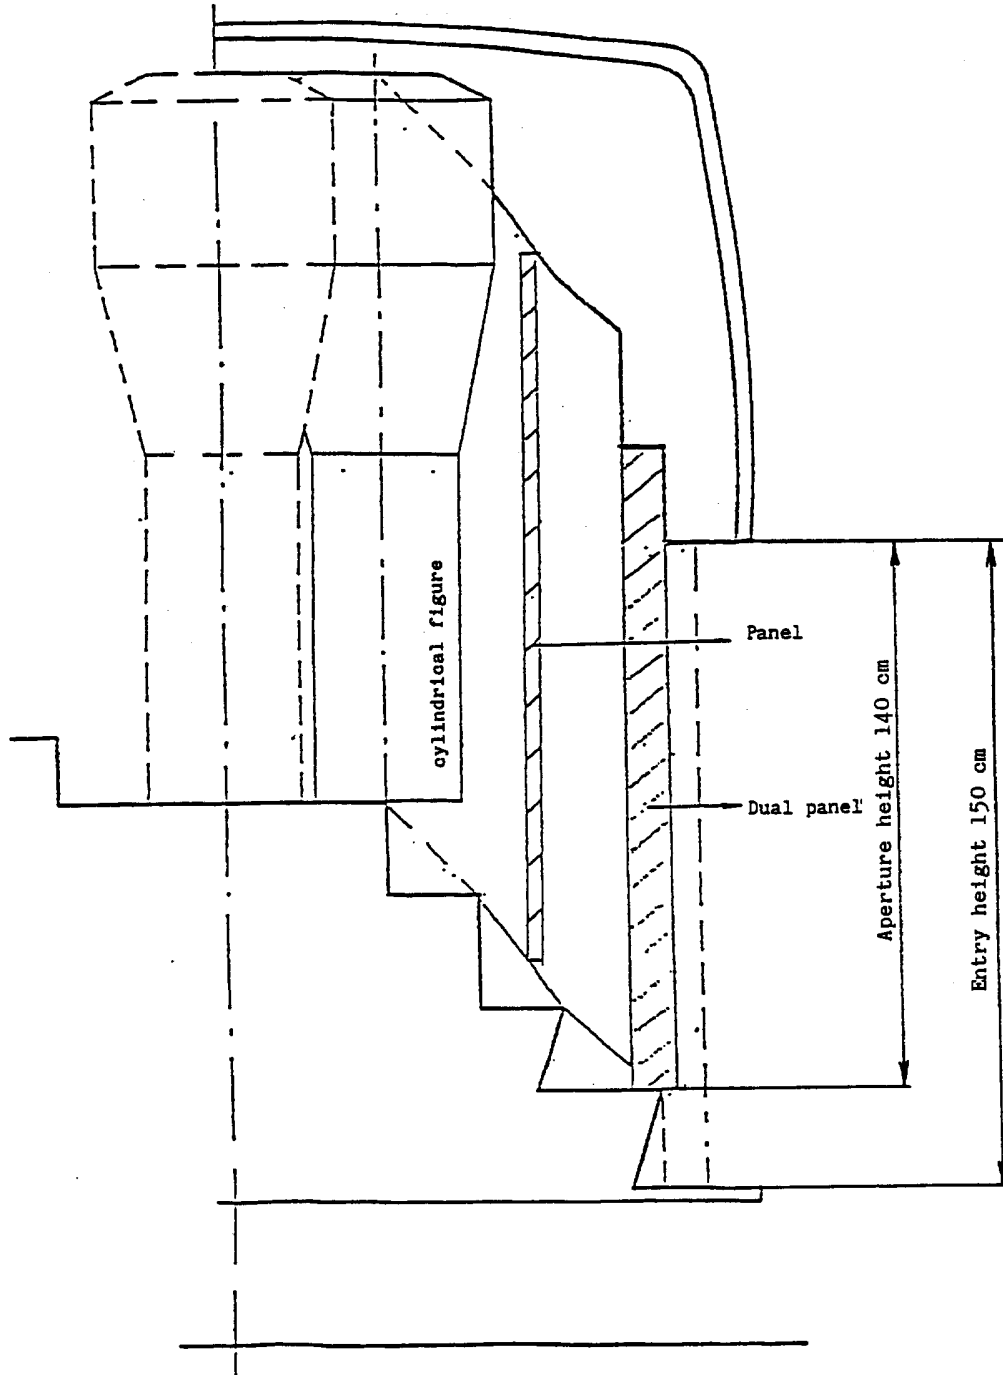 cylindrical figure
Panel
Dual panel
Aperture height 140 cm
Entry height 150 cm